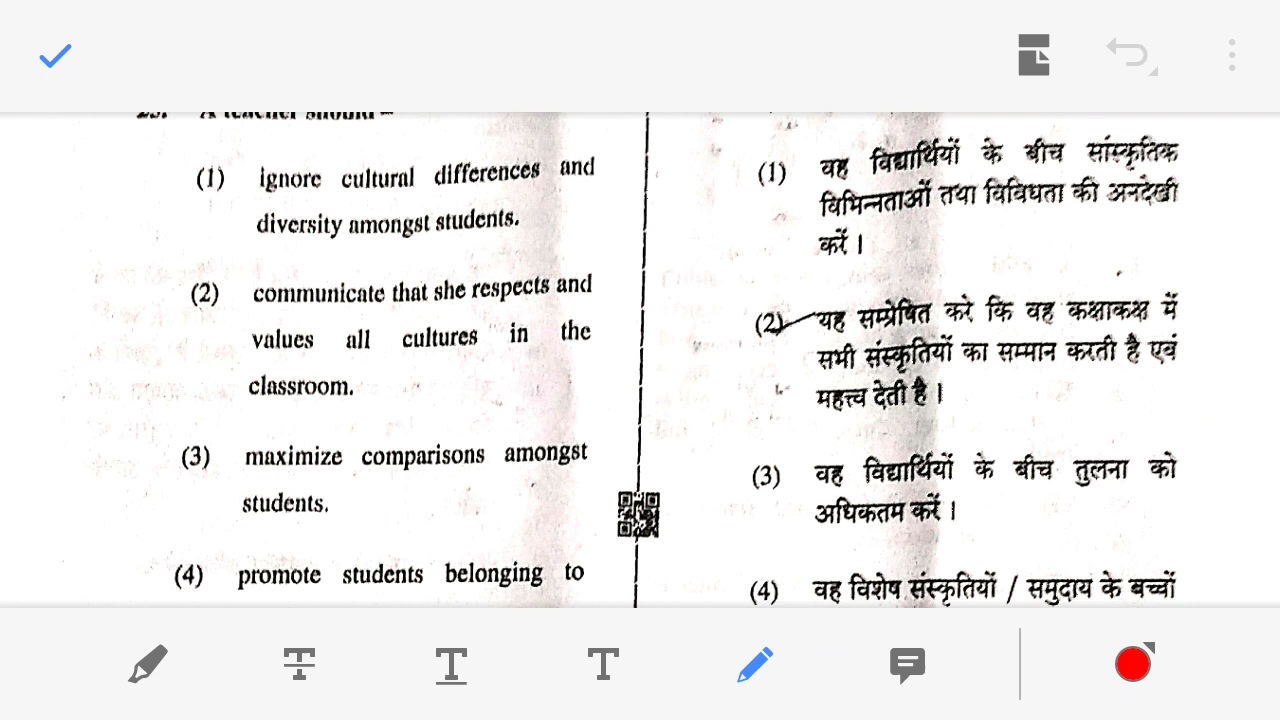 A teacher should –
(1) ignore cultural differences and
diversity amongst students.
(2) communicate that she respects and
values all cultures in the
classroom.
(3) maximize comparisons amongst
students.
(4) promote students belonging to
(1) वह विद्यार्थियों के बीच सांस्कृतिक
विभिन्नताओं तथा विविधता की अनदेखी
करें ।
(2) यह सम्प्रेषित करे कि वह कक्षाकक्ष में
सभी संस्कृतियों का सम्मान करती है एवं
महत्त्व देती है ।
(3) वह विद्यार्थियों के बीच तुलना को
अधिकतम करें ।
(4) वह विशेष संस्कृतियों / समुदाय के बच्चों
T
T
T